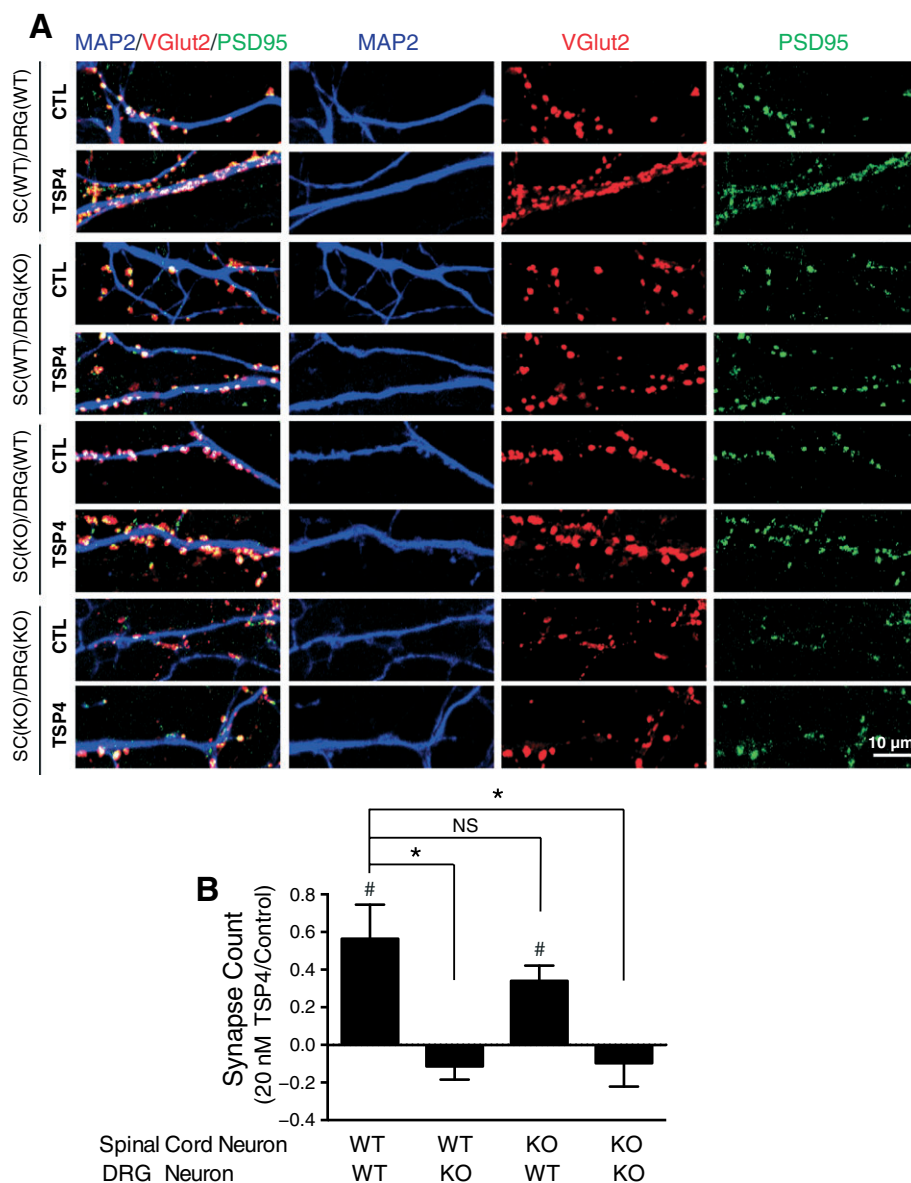 A
MAP2/VGlut2/PSD95 MAP2 VGlut2 PSD95
SC(WT)/DRG(WT)
CTL
TSP4
SC(WT)/DRG(KO)
CTL
TSP4
SC(KO)/DRG(WT)
CTL
TSP4
SC(KO)/DRG(KO)
CTL
TSP4
10 µm
*
NS
*
B
# #
Synapse Count
(20 nM TSP4/Control)
0.8
0.6
0.4
0.2
0.0
−0.2
−0.4
Spinal Cord Neuron WT WT KO KO
DRG Neuron WT KO WT KO